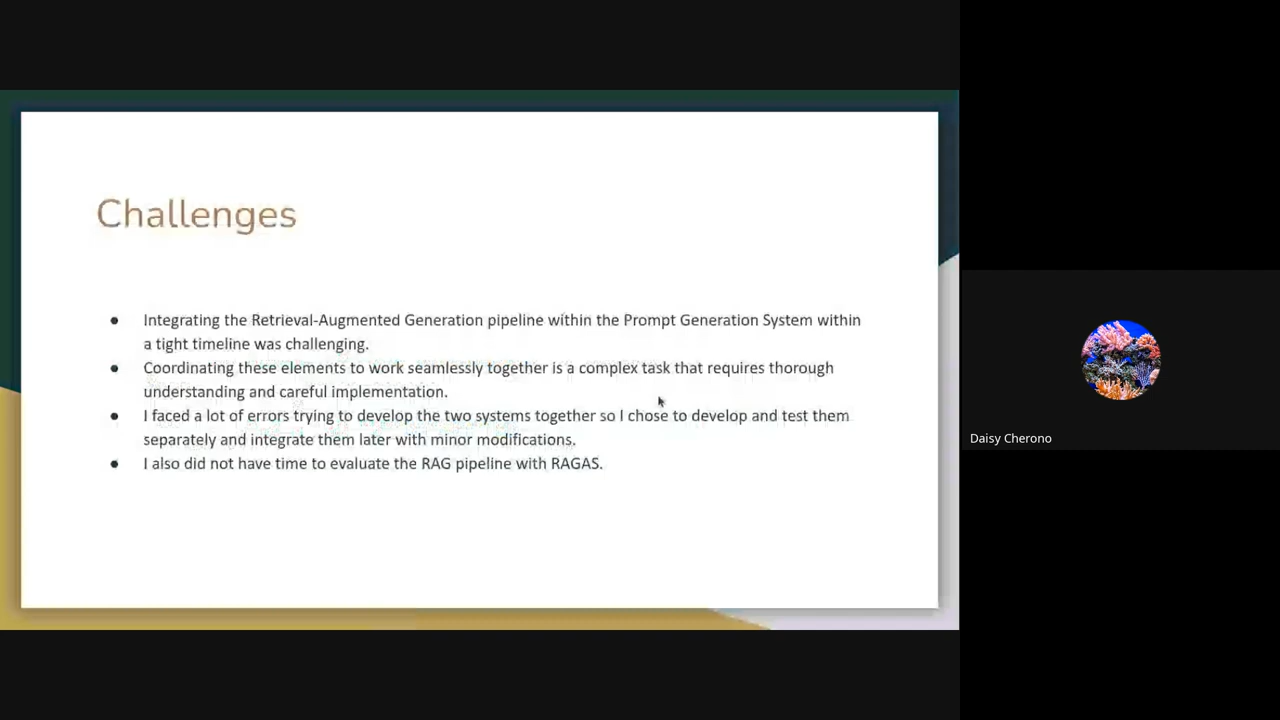 Challenges
● Integrating the Retrieval-Augmented Generation pipeline within the Prompt Generation System within
a tight timeline was challenging.
● Coordinating these elements to work seamlessly together is a complex task that requires thorough
understanding and careful implementation.
● I faced a lot of errors trying to develop the two systems together so I chose to develop and test them
separately and integrate them later with minor modifications.
● I also did not have time to evaluate the RAG pipeline with RAGAS.
Daisy Cherono